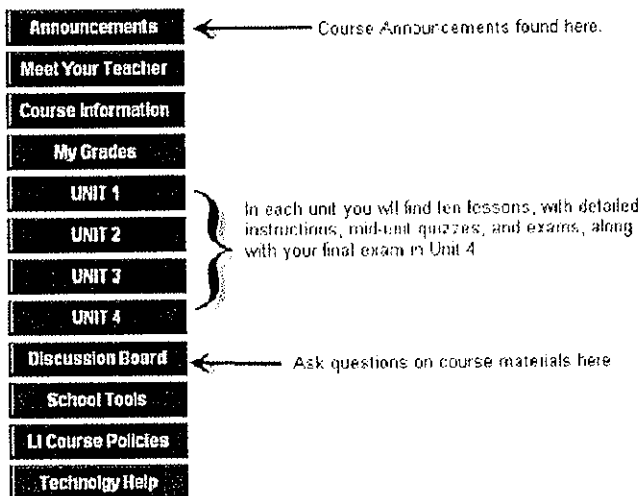 Announcements
Course Announcements found here.
Meet Your Teacher
Course Information
My Grades
UNIT 1
UNIT 2
UNIT 3
UNIT 4
In each unit you will find ten lessons, with detailed
instructions, mid-unit quizzes, and exams, along
with your final exam in Unit 4
Discussion Board
Ask questions on course materials here
School Tools
LI Course Policies
Technolgy Help